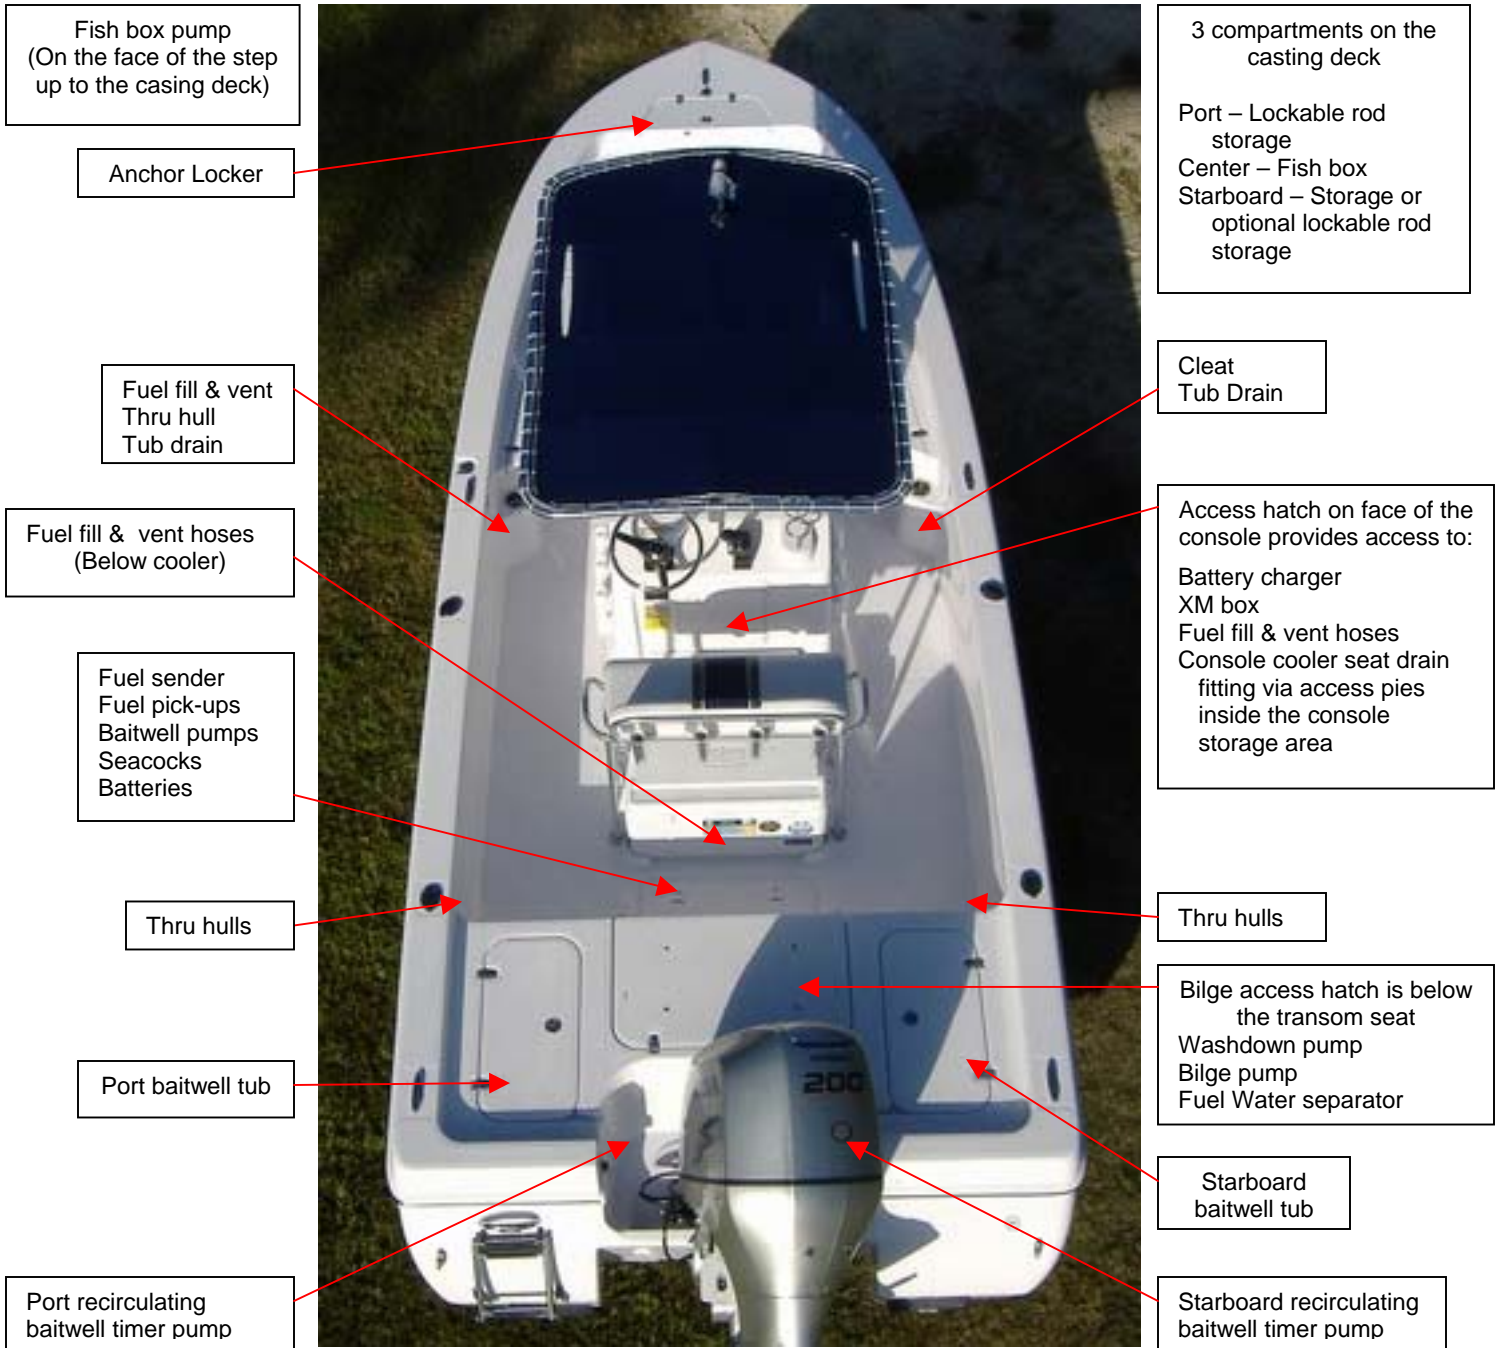 Fish box pump
(On the face of the step
up to the casing deck)
Anchor Locker
Fuel fill & vent
Thru hull
Tub drain
Fuel fill & vent hoses
(Below cooler)
Fuel sender
Fuel pick-ups
Baitwell pumps
Seacocks
Batteries
Thru hulls
Port baitwell tub
Port recirculating
baitwell timer pump
200
3 compartments on the
casting deck
Port – Lockable rod
storage
Center – Fish box
Starboard – Storage or
optional lockable rod
storage
Cleat
Tub Drain
Access hatch on face of the
console provides access to:
Battery charger
XM box
Fuel fill & vent hoses
Console cooler seat drain
fitting via access pies
inside the console
storage area
Thru hulls
Bilge access hatch is below
the transom seat
Washdown pump
Bilge pump
Fuel Water separator
Starboard
baitwell tub
Starboard recirculating
baitwell timer pump